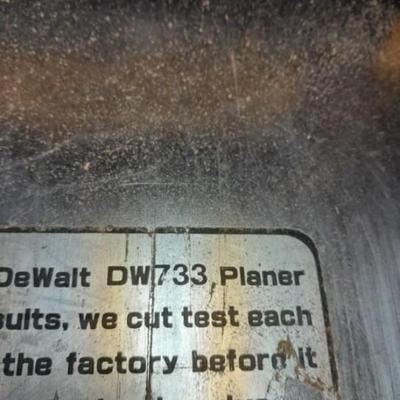 DeWalt DW733 Planer
sults, we cut test each
the factory before it